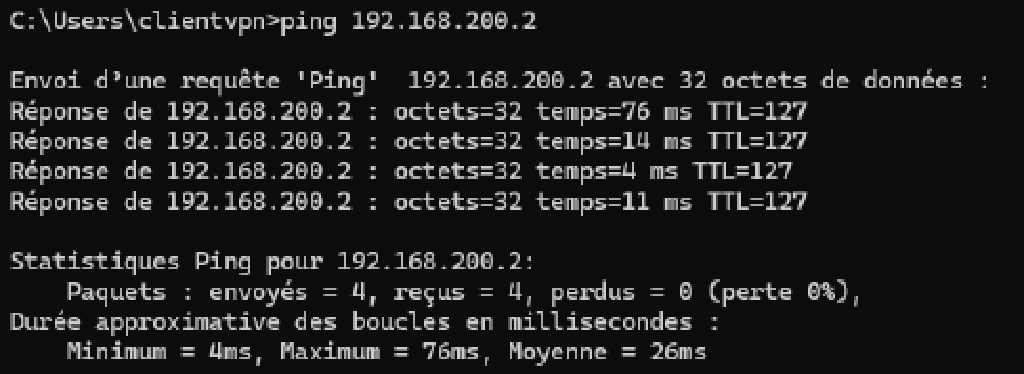 C:\Users\clientvpn>ping 192.168.200.2
Envoi d’une requête 'Ping'  192.168.200.2 avec 32 octets de données :
Réponse de 192.168.200.2 : octets=32 temps=76 ms TTL=127
Réponse de 192.168.200.2 : octets=32 temps=14 ms TTL=127
Réponse de 192.168.200.2 : octets=32 temps=4 ms TTL=127
Réponse de 192.168.200.2 : octets=32 temps=11 ms TTL=127
Statistiques Ping pour 192.168.200.2:
    Paquets : envoyés = 4, reçus = 4, perdus = 0 (perte 0%),
Durée approximative des boucles en millisecondes :
    Minimum = 4ms, Maximum = 76ms, Moyenne = 26ms